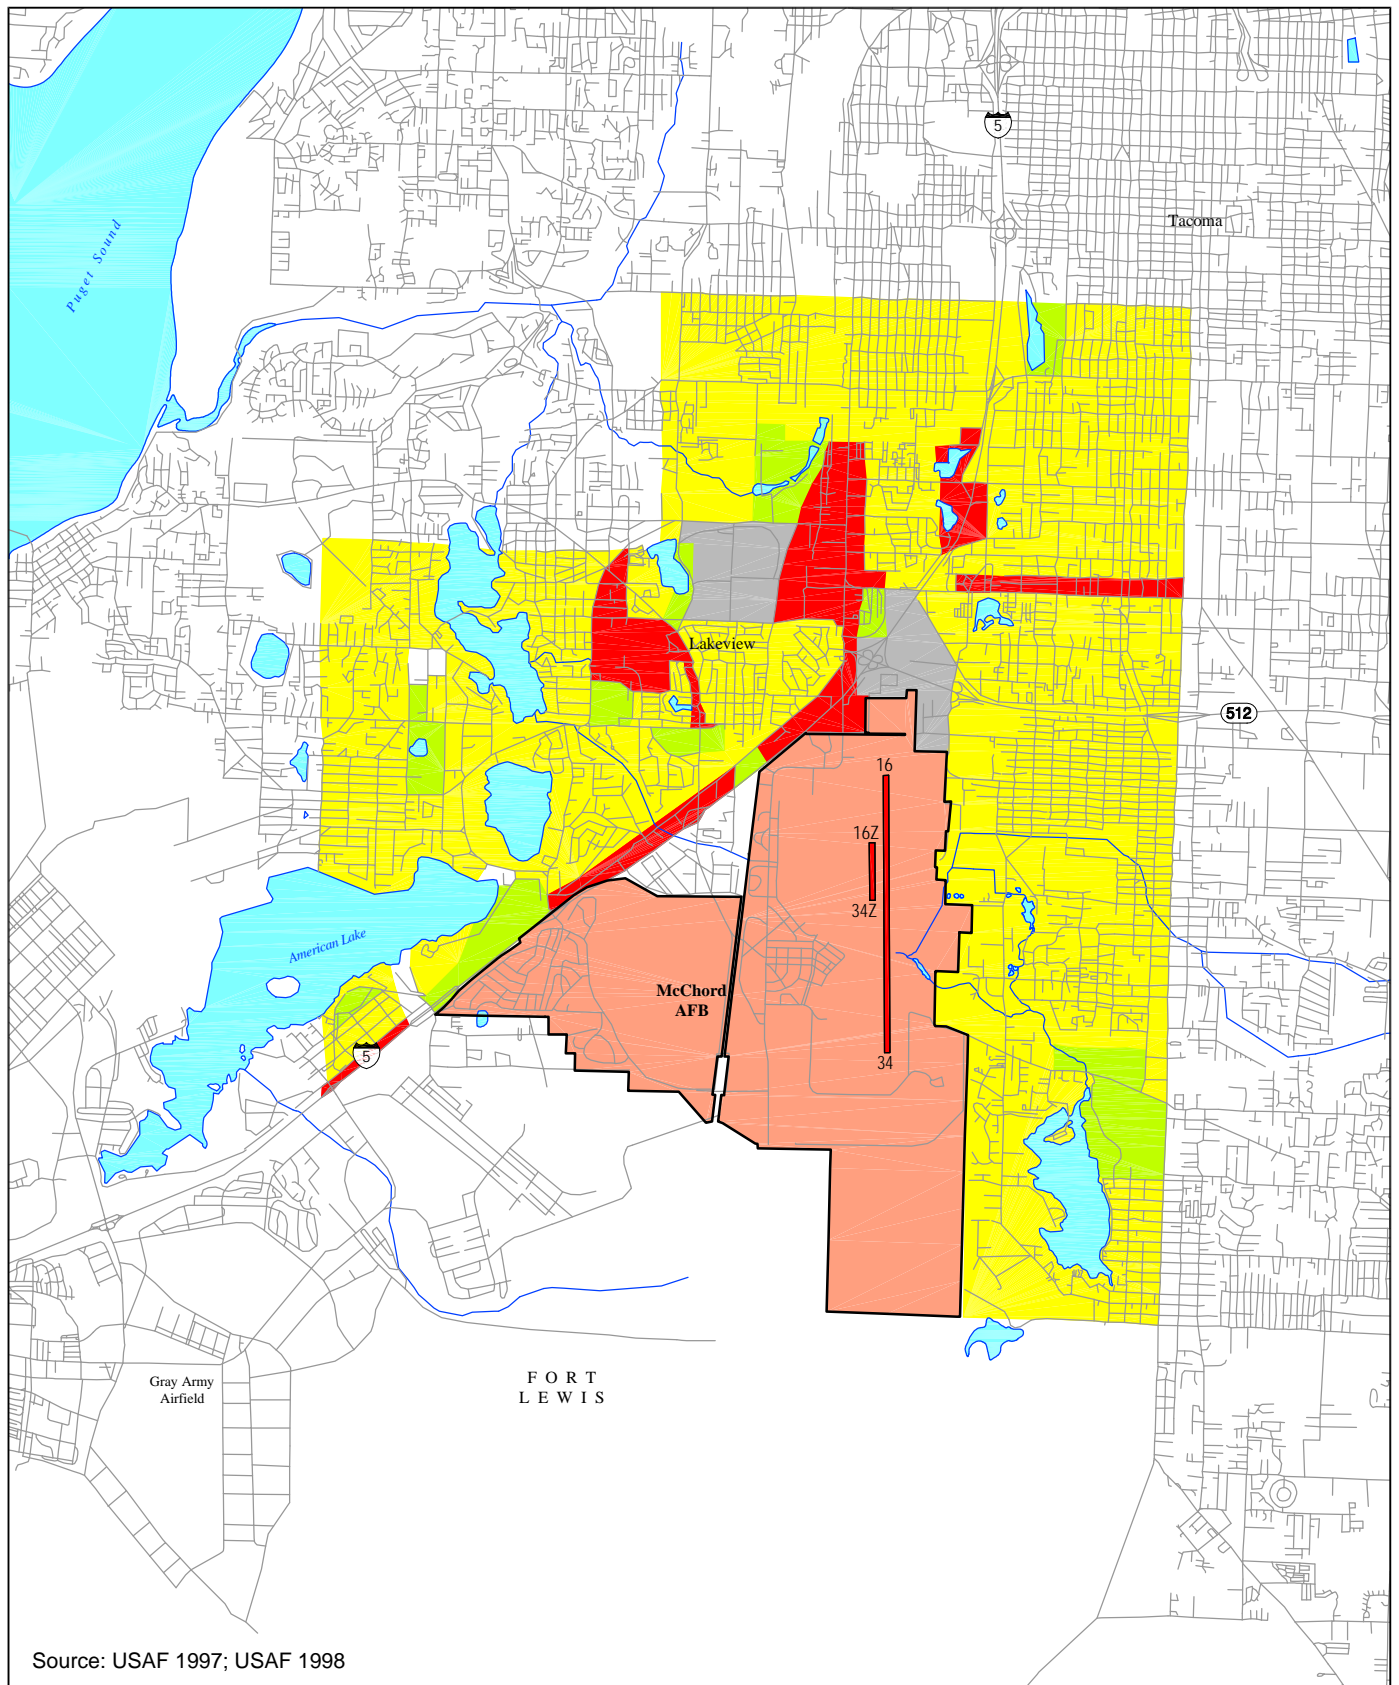 5
Tacoma
Puget Sound
Lakeview
512
16
16Z
34Z
American Lake
McChord
AFB
5
34
FORT
LEWIS
Gray Army
Airfield
Source: USAF 1997; USAF 1998